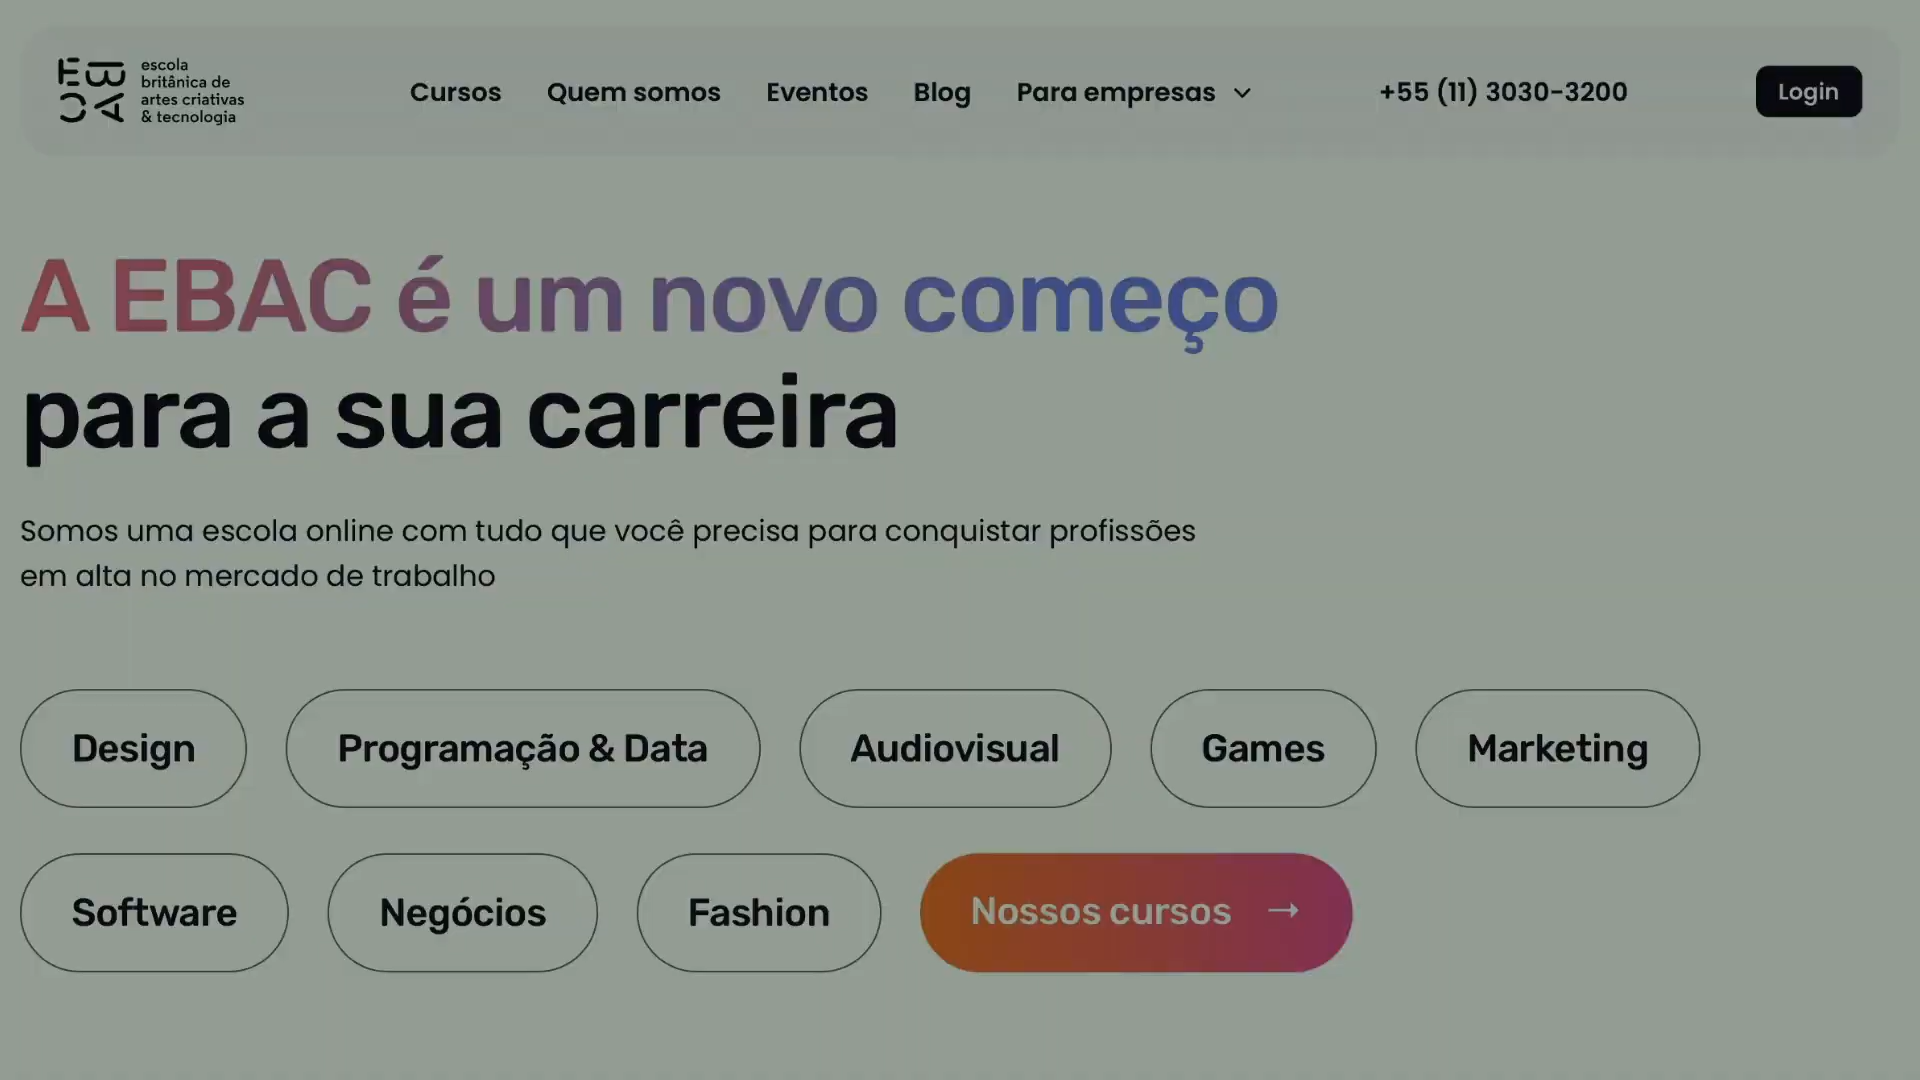 EBAC
escola
britânica de
artes criativas
& tecnologia
Cursos Quem somos Eventos Blog Para empresas +55 (11) 3030-3200 Login
A EBAC é um novo começo
para a sua carreira
Somos uma escola online com tudo que você precisa para conquistar profissões
em alta no mercado de trabalho
Design Programação & Data Audiovisual Games Marketing
Software Negócios Fashion Nossos cursos →